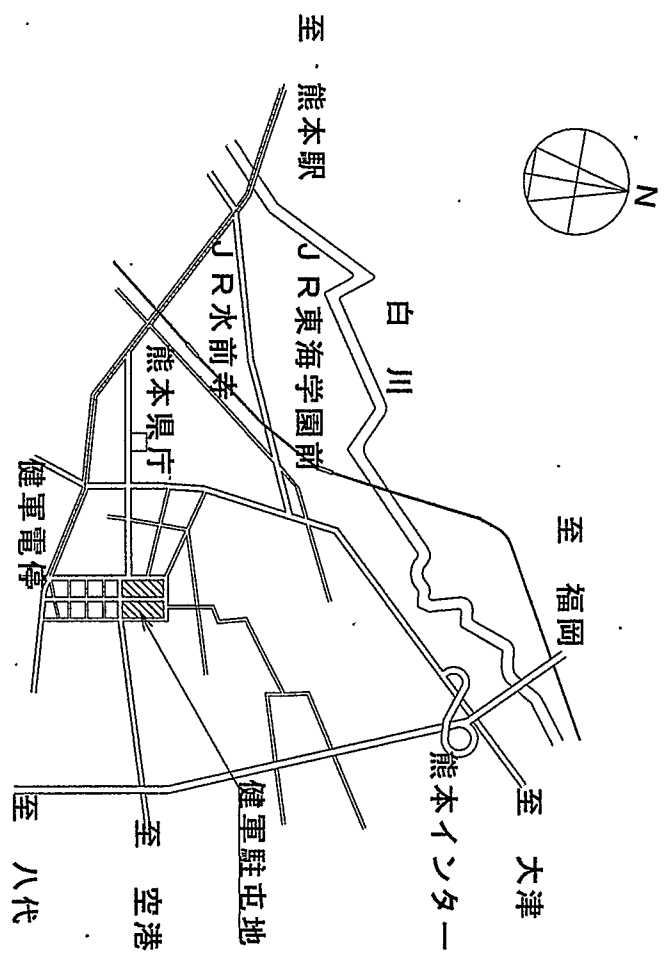 N
至 熊本駅
白川
至 福岡
JR東海学園前
JR水前寺
熊本県庁
健軍電停
熊本インター
至 大津
健軍駐屯地
至 空港
至 八代